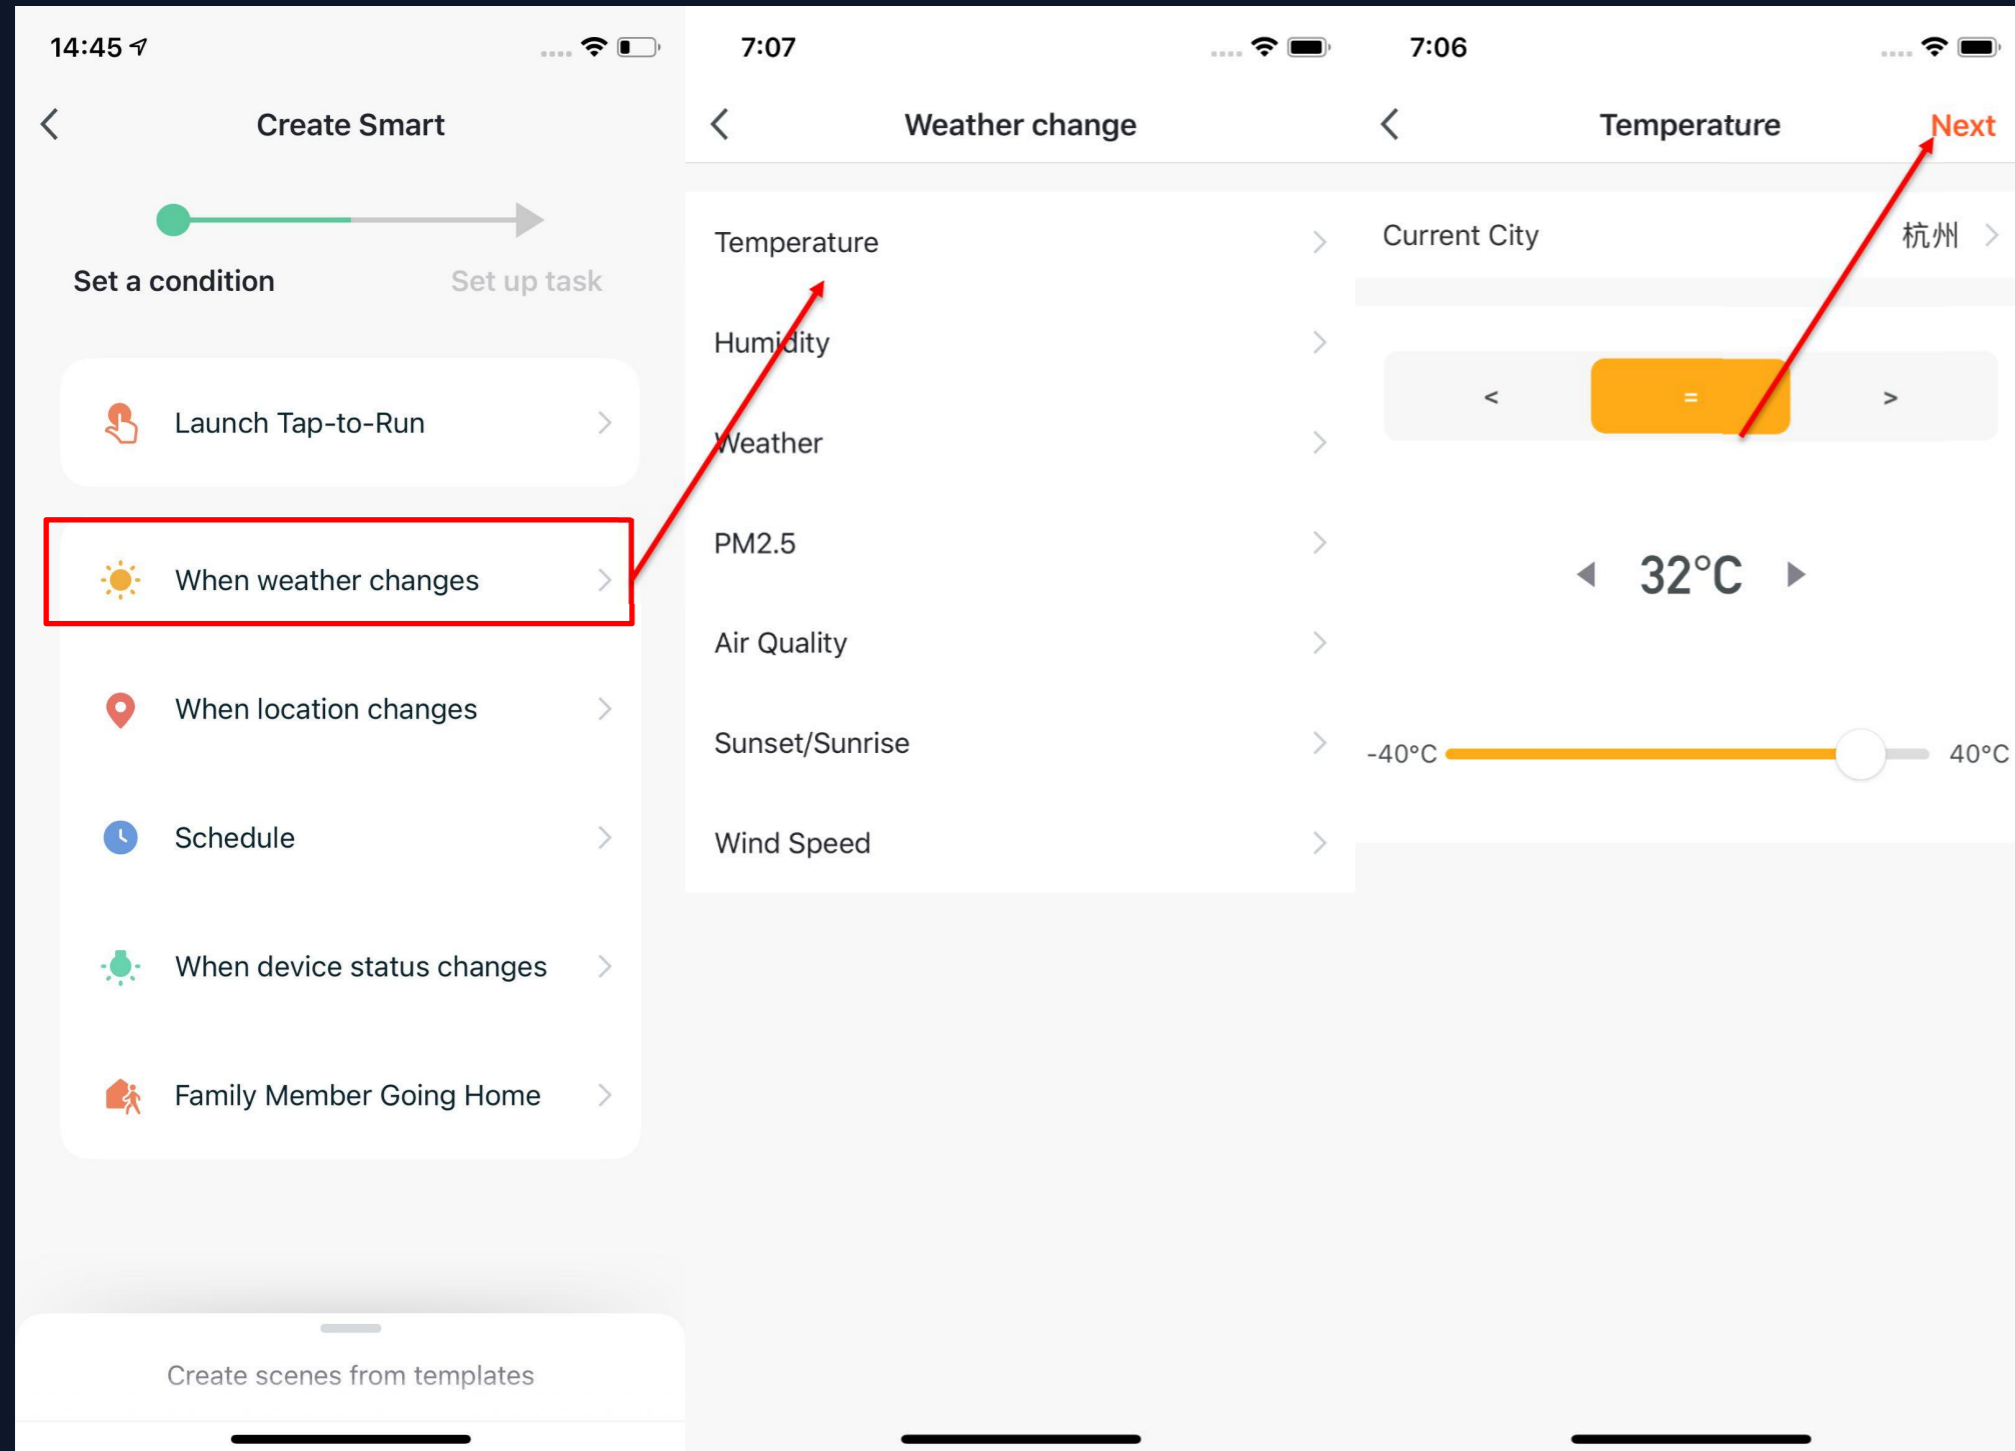 14:45
Create Smart
Set a condition
Set up task
Launch Tap-to-Run
When weather changes
When location changes
Schedule
When device status changes
Family Member Going Home
Create scenes from templates
7:07
Weather change
Temperature
Humidity
Weather
PM2.5
Air Quality
Sunset/Sunrise
Wind Speed
7:06
Temperature
Next
Current City 杭州
< = >
32°C
-40°C 40°C